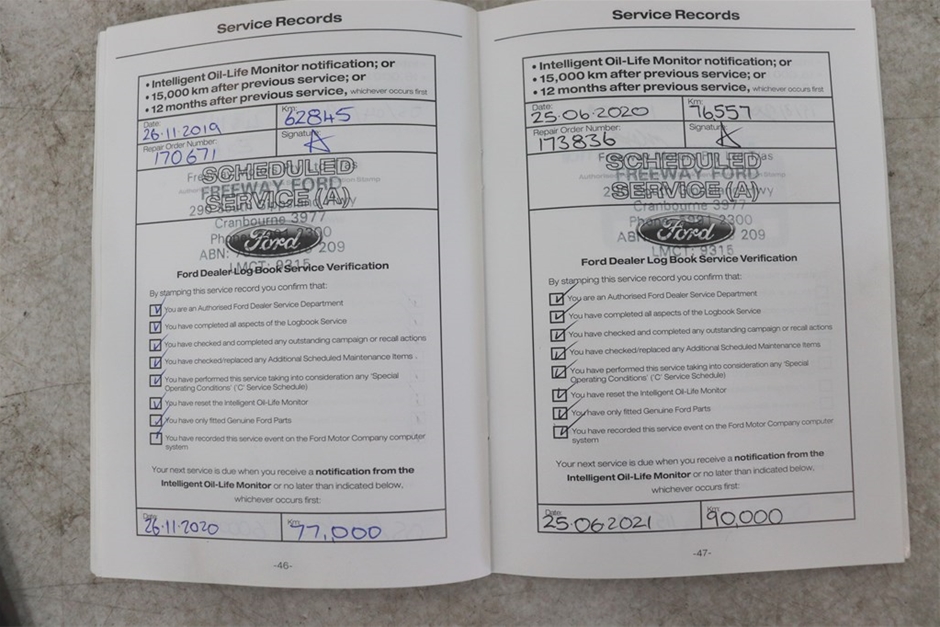 Service Records
• Intelligent Oil-Life Monitor notification; or
• 15,000 km after previous service; or
• 12 months after previous service, whichever occurs first
Date: 26.11.2019
Km: 62845
Repair Order Number: 170671
Signature:
SCHEDULED
FREEWAY FORD
SERVICE (A)
Cranbourne 3977
Ford
ABN: 209
LMCT: 9315
Ford Dealer Log Book Service Verification
By stamping this service record you confirm that:
You are an Authorised Ford Dealer Service Department
You have completed all aspects of the Logbook Service
You have checked and completed any outstanding campaign or recall actions
You have checked/replaced any Additional Scheduled Maintenance Items
You have performed this service taking into consideration any 'Special
Operating Conditions' ('C' Service Schedule)
You have reset the Intelligent Oil-Life Monitor
You have only fitted Genuine Ford Parts
You have recorded this service event on the Ford Motor Company computer
system
Your next service is due when you receive a notification from the
Intelligent Oil-Life Monitor or no later than indicated below,
whichever occurs first:
Date: 26.11.2020
Km: 77,000
-46-
Service Records
• Intelligent Oil-Life Monitor notification; or
• 15,000 km after previous service; or
• 12 months after previous service, whichever occurs first
Date: 25.06.2020
Km: 76557
Repair Order Number: 173836
Signature:
SCHEDULED
FREEWAY FORD
SERVICE (A)
Cranbourne 3977
Ford
209
LMCT: 9315
Ford Dealer Log Book Service Verification
By stamping this service record you confirm that:
You are an Authorised Ford Dealer Service Department
You have completed all aspects of the Logbook Service
You have checked and completed any outstanding campaign or recall actions
You have checked/replaced any Additional Scheduled Maintenance Items
You have performed this service taking into consideration any 'Special
Operating Conditions' ('C' Service Schedule)
You have reset the Intelligent Oil-Life Monitor
You have only fitted Genuine Ford Parts
You have recorded this service event on the Ford Motor Company computer
system
Your next service is due when you receive a notification from the
Intelligent Oil-Life Monitor or no later than indicated below,
whichever occurs first:
Date: 25.06.2021
Km: 90,000
-47-